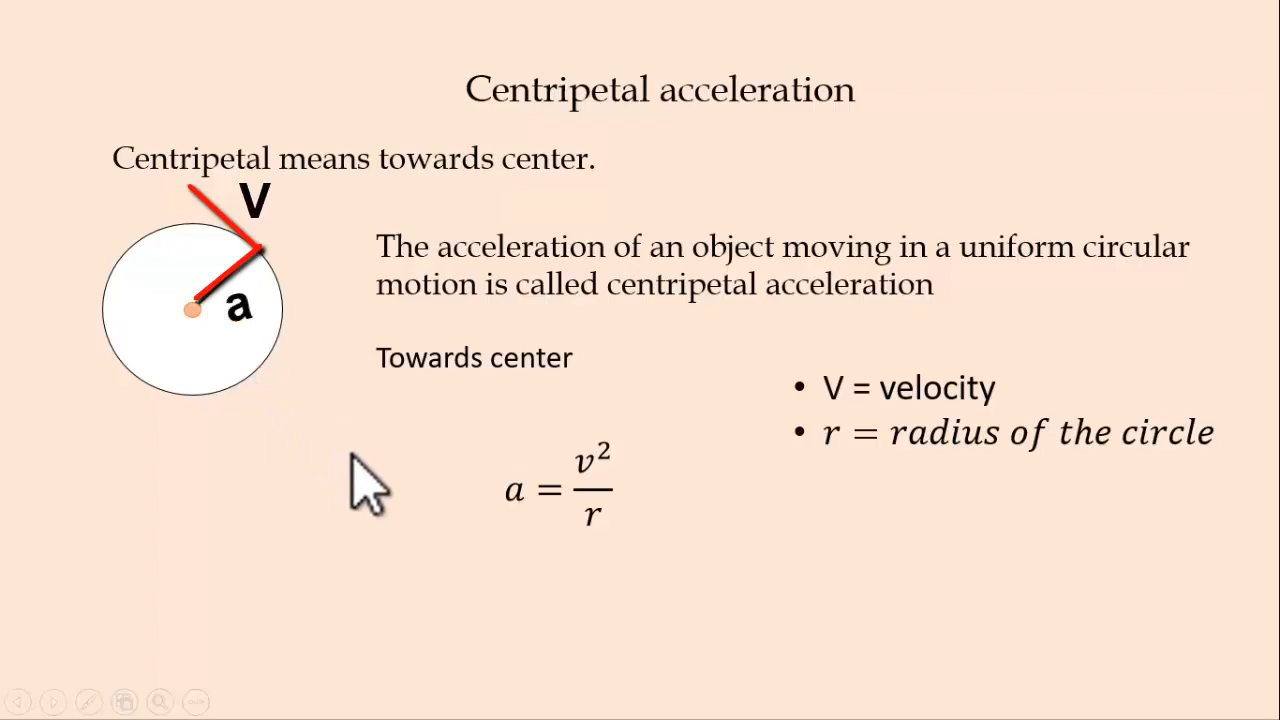 Centripetal acceleration
Centripetal means towards center.
V
a
The acceleration of an object moving in a uniform circular
motion is called centripetal acceleration
Towards center
• V = velocity
• r = radius of the circle
a = v²/r